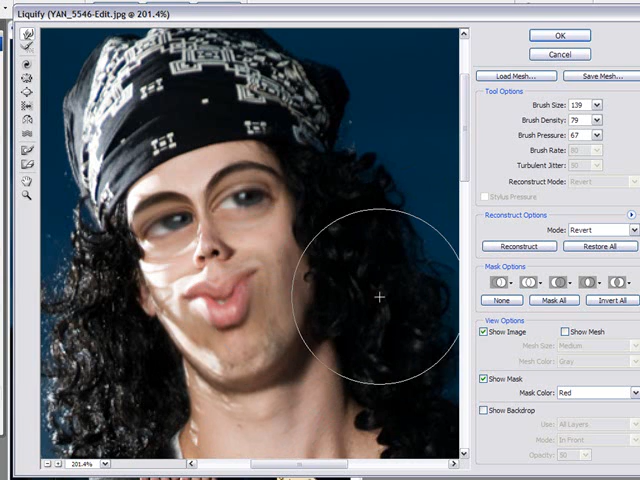 Liquify (YAN_5546-Edit.jpg @ 201.4%)
OK
Cancel
Load Mesh... Save Mesh...
Tool Options
Brush Size: 139
Brush Density: 79
Brush Pressure: 67
Brush Rate: 80
Turbulent Jitter: 50
Reconstruct Mode: Revert
Stylus Pressure
Reconstruct Options
Mode: Revert
Reconstruct Restore All
Mask Options
None Mask All Invert All
View Options
Show Image Show Mesh
Mesh Size: Medium
Mesh Color: Gray
Show Mask
Mask Color: Red
Show Backdrop
Use: All Layers
Mode: In Front
Opacity: 50
201.4%